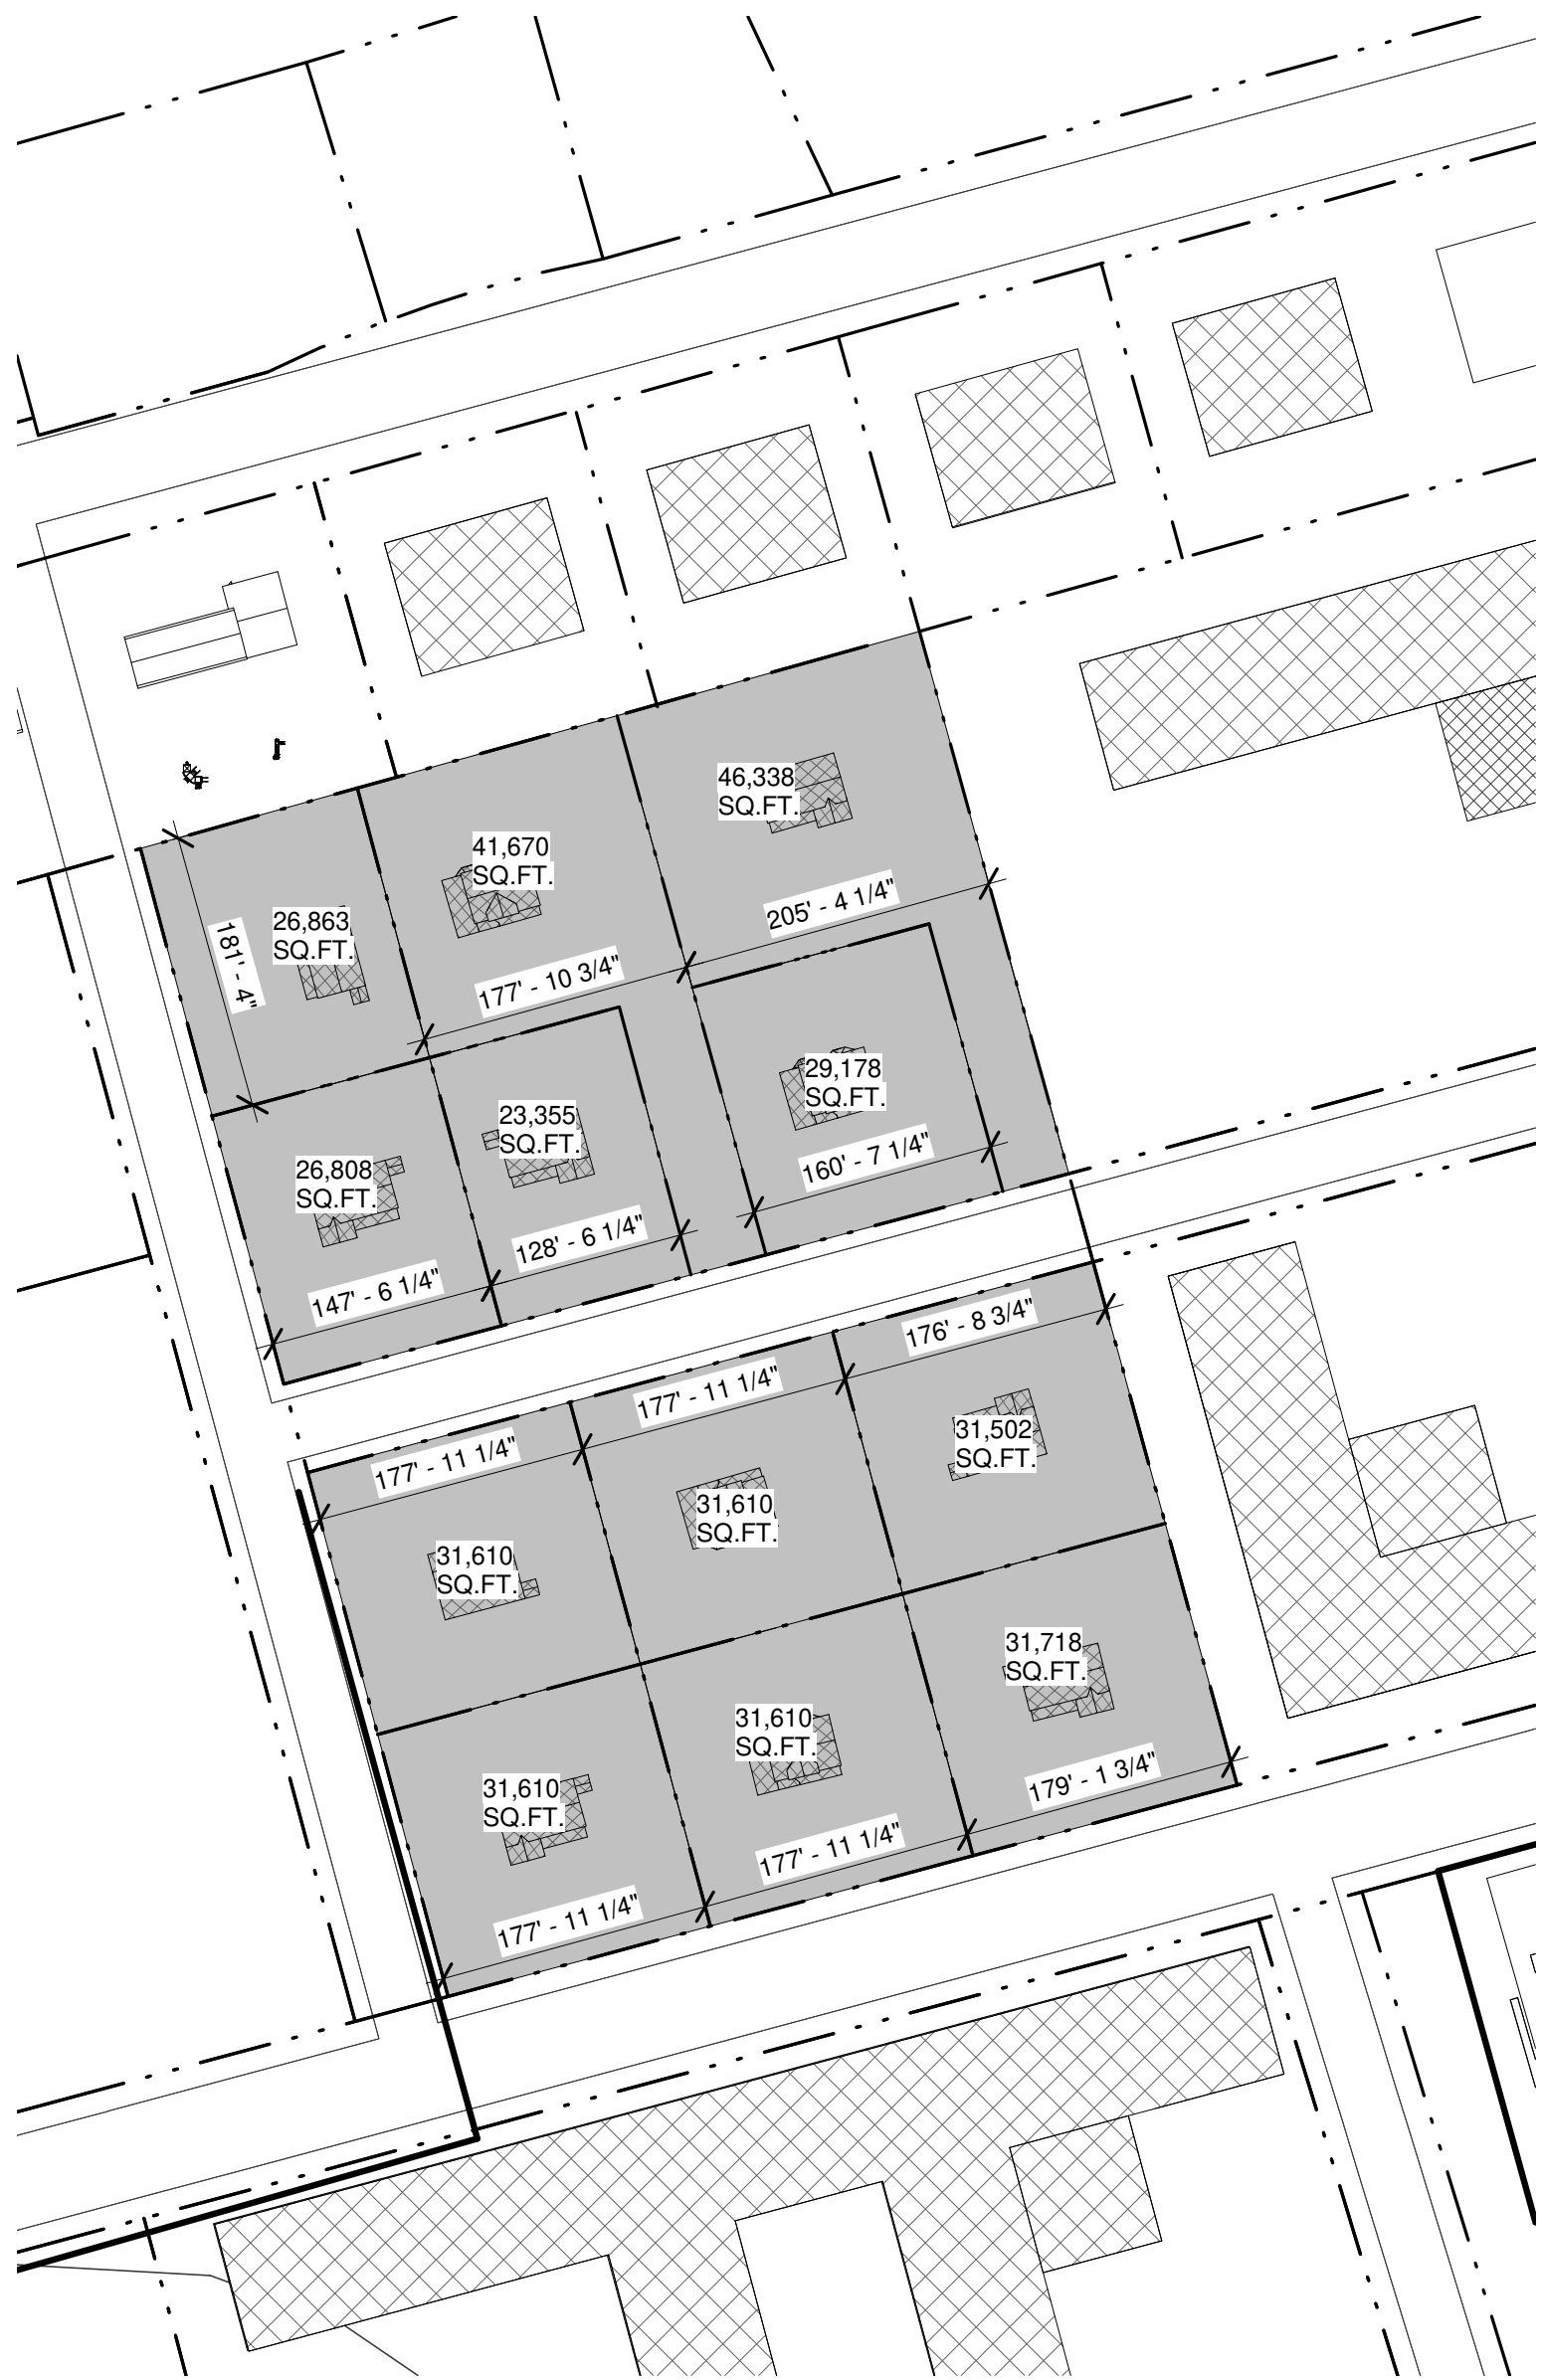 46,338
SQ.FT.
41,670
SQ.FT.
205' - 4 1/4"
26,863
SQ.FT.
181' - 4"
177' - 10 3/4"
29,178
SQ.FT.
23,355
SQ.FT.
160' - 7 1/4"
26,808
SQ.FT.
128' - 6 1/4"
147' - 6 1/4"
176' - 8 3/4"
177' - 11 1/4"
177' - 11 1/4"
31,502
SQ.FT.
31,610
SQ.FT.
31,610
SQ.FT.
31,718
SQ.FT.
31,610
SQ.FT.
31,610
SQ.FT.
179' - 1 3/4"
177' - 11 1/4"
177' - 11 1/4"